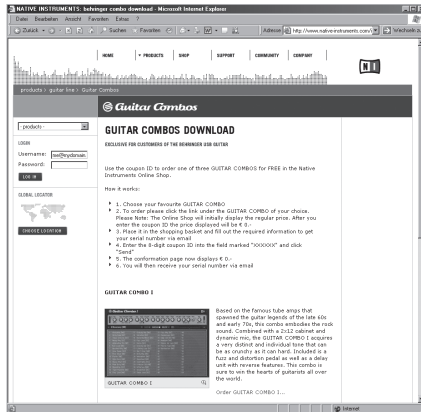 NATIVE INSTRUMENTS: behringer combo download - Microsoft Internet Explorer
Datei Bearbeiten Ansicht Favoriten Extras ?
Zurück Suchen Favoriten Adresse http://www.native-instruments.com/ Wechseln
HOME PRODUCTS SHOP SUPPORT COMMUNITY COMPANY
NI
products > guitar line > Guitar Combos
Guitar Combos
- products -
GUITAR COMBOS DOWNLOAD
LOGIN
EXCLUSIVE FOR CUSTOMERS OF THE BEHRINGER USB GUITAR
Username: me@mydomain.
Password:
LOG IN
Use the coupon ID to order one of three GUITAR COMBOS for FREE in the Native
Instruments Online Shop.
How it works:
GLOBAL LOCATOR
CHOOSE LOCATION
1. Choose your favourite GUITAR COMBO
2. To order please click the link under the GUITAR COMBO of your choice.
Please Note: The Online Shop will initially display the regular price. After you
enter the coupon ID the price displayed will be € 0.-
3. Place it in the shopping basket and fill out the required information to get
your serial number via email
4. Enter the 8-digit coupon ID into the field marked "XXXXXX" and click
"Send"
5. The conformation page now displays € 0.-
6. You will then receive your serial number via email
GUITAR COMBO I
Based on the famous tube amps that
spawned the guitar legends of the late 60s
and early 70s, this combo embodies the rock
sound. Combined with a 2x12 cabinet and
dynamic mic, the GUITAR COMBO I acquires
a very distinct and individual tone that can
be as crunchy as it can hard. Included is a
fuzz and distortion pedal as well as a delay
unit with reverse features. This combo is
sure to win the hearts of guitarists all over
the world.
GUITAR COMBO I
Order GUITAR COMBO I...
Internet